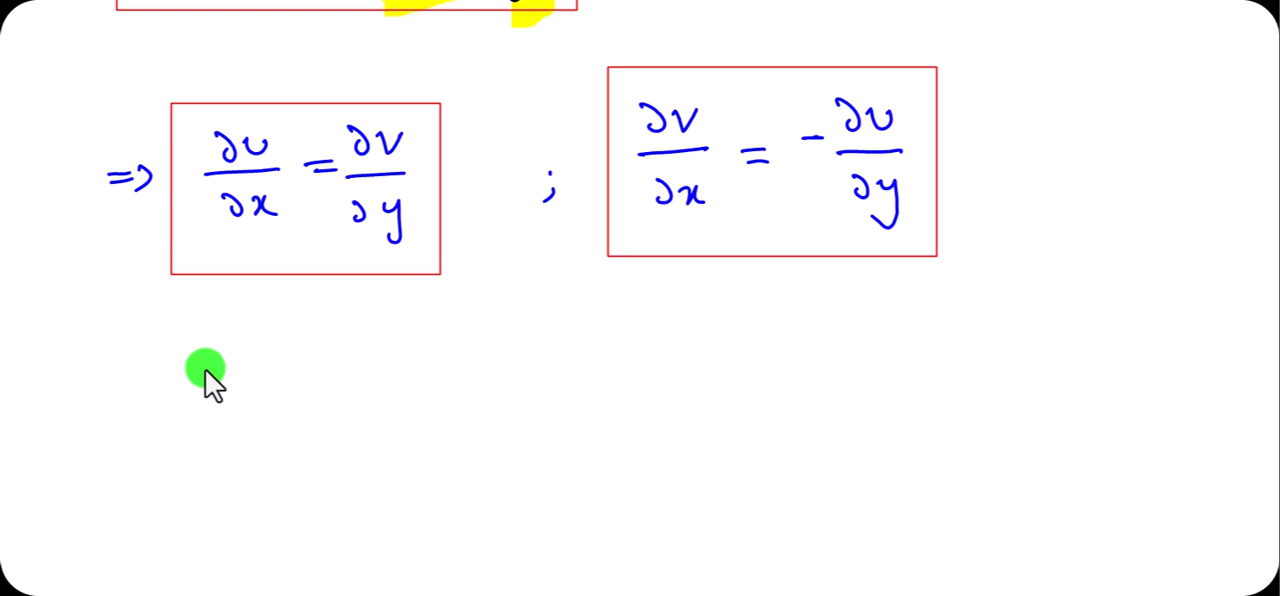 => ∂u/∂x = ∂v/∂y ; ∂v/∂x = -∂u/∂y